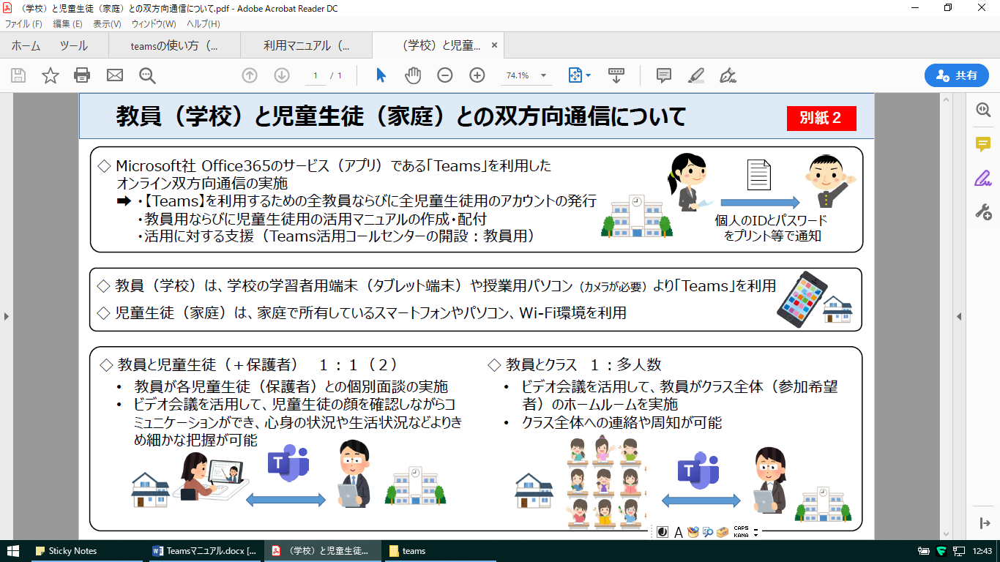 （学校）と児童生徒（家庭）との双方向通信について.pdf - Adobe Acrobat Reader DC
ファイル(F) 編集(E) 表示(V) ウィンドウ(W) ヘルプ(H)
ホーム ツール teamsの使い方（... 利用マニュアル（... （学校）と児童... ×
1 / 1 74.1% 共有
教員（学校）と児童生徒（家庭）との双方向通信について
別紙２
◇ Microsoft社 Office365のサービス（アプリ）である「Teams」を利用した
オンライン双方向通信の実施
➡ ・【Teams】を利用するための全教員ならびに全児童生徒用のアカウントの発行
・教員用ならびに児童生徒用の活用マニュアルの作成・配付
・活用に対する支援（Teams活用コールセンターの開設：教員用）
個人のIDとパスワード
をプリント等で通知
◇ 教員（学校）は、学校の学習者用端末（タブレット端末）や授業用パソコン（カメラが必要）より「Teams」を利用
◇ 児童生徒（家庭）は、家庭で所有しているスマートフォンやパソコン、Wi-Fi環境を利用
◇ 教員と児童生徒（＋保護者） １：１（２）
• 教員が各児童生徒（保護者）との個別面談の実施
• ビデオ会議を活用して、児童生徒の顔を確認しながらコ
ミュニケーションができ、心身の状況や生活状況などよりき
め細かな把握が可能
T
◇ 教員とクラス １：多人数
• ビデオ会議を活用して、教員がクラス全体（参加希望
者）のホームルームを実施
• クラス全体への連絡や周知が可能
T
A CAPS
KANA
Sticky Notes Teamsマニュアル.docx [... （学校）と児童生徒... teams 12:43